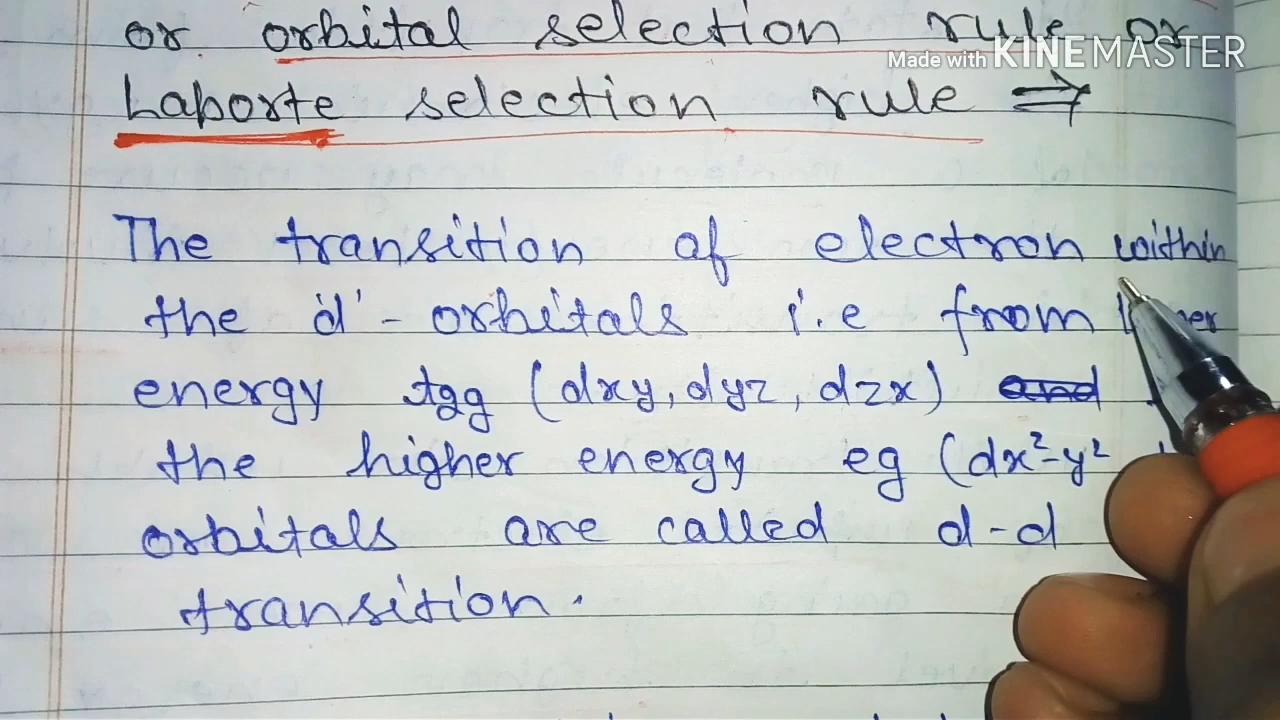 or orbital selection rule or
Made with KINEMASTER
Laporte selection rule ⇒
The transition of electron within
the 'd' - orbitals i.e from
energy t2g (dxy, dyz, dzx) and
the higher energy eg (dx²-y²
orbitals are called d-d
transition.